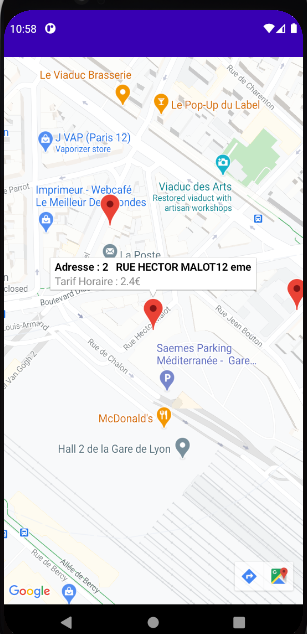 10:58
Le Viaduc Brasserie
Le Pop-Up du Label
Rue de Charenton
J VAP (Paris 12)
Vaporizer store
Parrot
Imprimeur - Webcafé
Le Meilleur Des Mondes
Viaduc des Arts
Restored viaduct with
artisan workshops
La Poste
Adresse : 2 RUE HECTOR MALOT12 eme
Tarif Horaire : 2.4€
closed
Boulevard
Louis-Armand
Rue Hector
Rue Jean Bouton
Rue de Chalon
Van Gogh
Saemes Parking
Méditerranée - Gare...
McDonald's
Hall 2 de la Gare de Lyon
Rue de Bercy
Allée de Bercy
Google